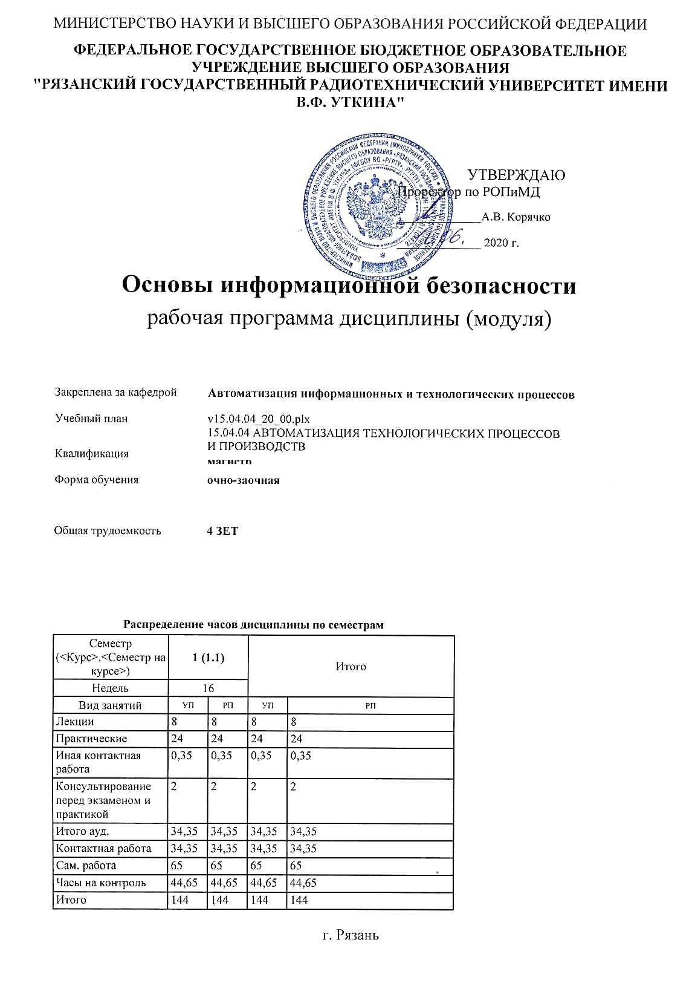 МИНИСТЕРСТВО НАУКИ И ВЫСШЕГО ОБРАЗОВАНИЯ РОССИЙСКОЙ ФЕДЕРАЦИИ
ФЕДЕРАЛЬНОЕ ГОСУДАРСТВЕННОЕ БЮДЖЕТНОЕ ОБРАЗОВАТЕЛЬНОЕ
УЧРЕЖДЕНИЕ ВЫСШЕГО ОБРАЗОВАНИЯ
"РЯЗАНСКИЙ ГОСУДАРСТВЕННЫЙ РАДИОТЕХНИЧЕСКИЙ УНИВЕРСИТЕТ ИМЕНИ
В.Ф. УТКИНА"
УТВЕРЖДАЮ
Проректор по РОПиМД
А.В. Корячко
06. 2020 г.
Основы информационной безопасности
рабочая программа дисциплины (модуля)
Закреплена за кафедрой Автоматизация информационных и технологических процессов
Учебный план v15.04.04_20_00.plx
15.04.04 АВТОМАТИЗАЦИЯ ТЕХНОЛОГИЧЕСКИХ ПРОЦЕССОВ
И ПРОИЗВОДСТВ
Квалификация магистр
Форма обучения очно-заочная
Общая трудоемкость 4 ЗЕТ
Распределение часов дисциплины по семестрам
Семестр
(<Курс>.<Семестр на
курсе>) 1 (1.1) Итого
Недель 16
Вид занятий УП РП УП РП
Лекции 8 8 8 8
Практические 24 24 24 24
Иная контактная
работа 0,35 0,35 0,35 0,35
Консультирование
перед экзаменом и
практикой 2 2 2 2
Итого ауд. 34,35 34,35 34,35 34,35
Контактная работа 34,35 34,35 34,35 34,35
Сам. работа 65 65 65 65
Часы на контроль 44,65 44,65 44,65 44,65
Итого 144 144 144 144
г. Рязань